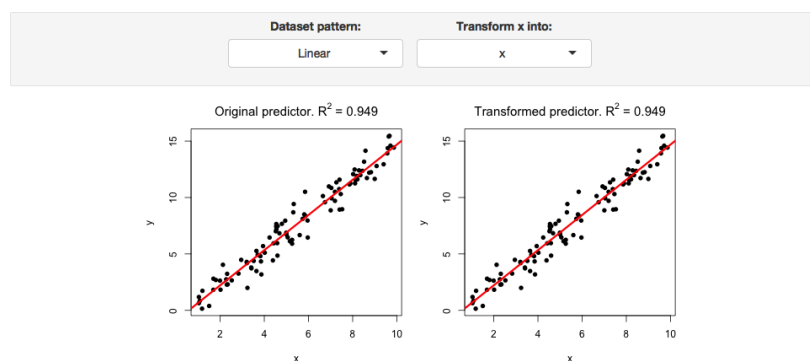 Dataset pattern: Transform x into:
Linear x
Original predictor. R² = 0.949 Transformed predictor. R² = 0.949
15 15
10 10
y y
5 5
0 0
2 4 6 8 10 2 4 6 8 10
x x